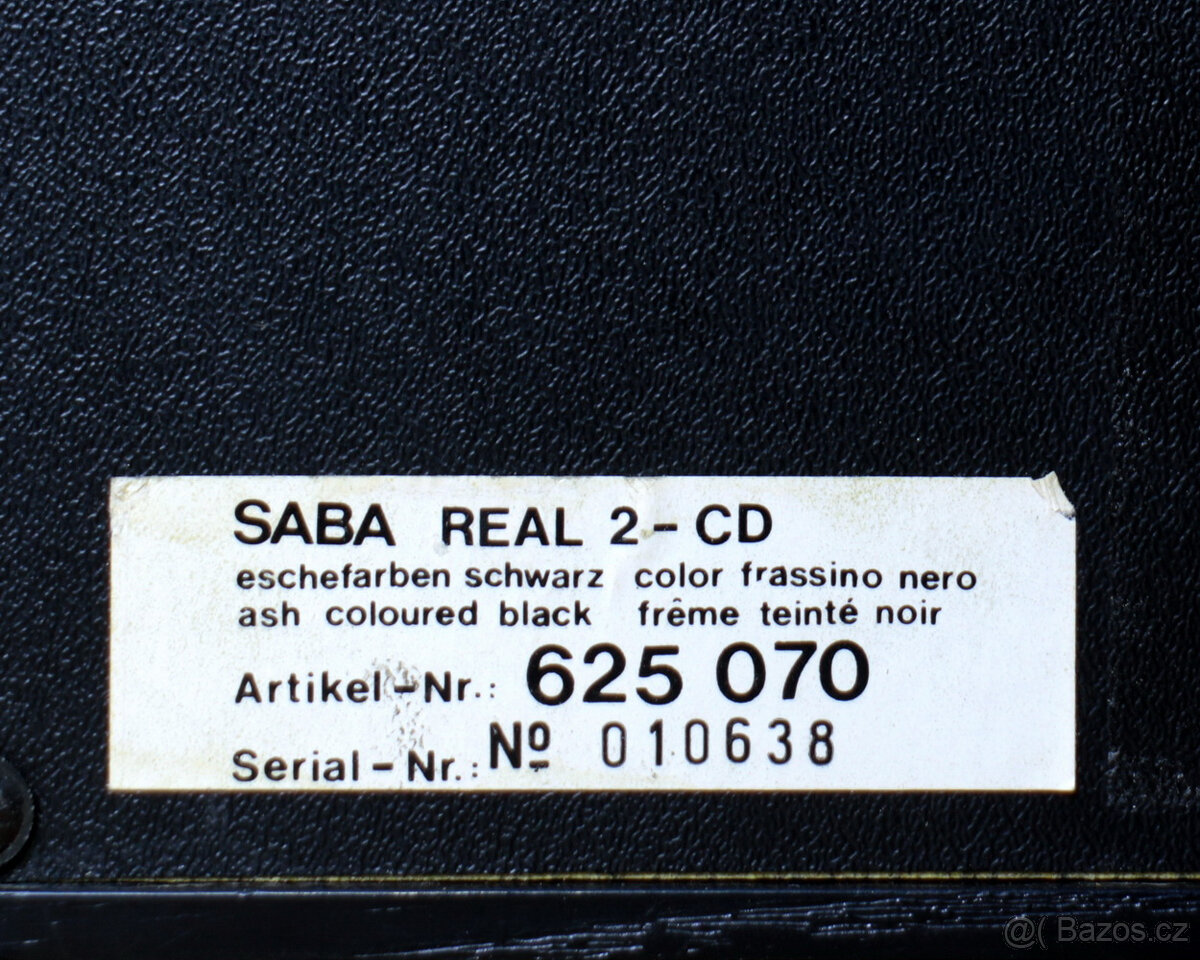 SABA REAL 2-CD
eschefarben schwarz color frassino nero
ash coloured black frême teinté noir
Artikel-Nr.: 625 070
Serial-Nr.: Nº 010638
@( Bazos.cz